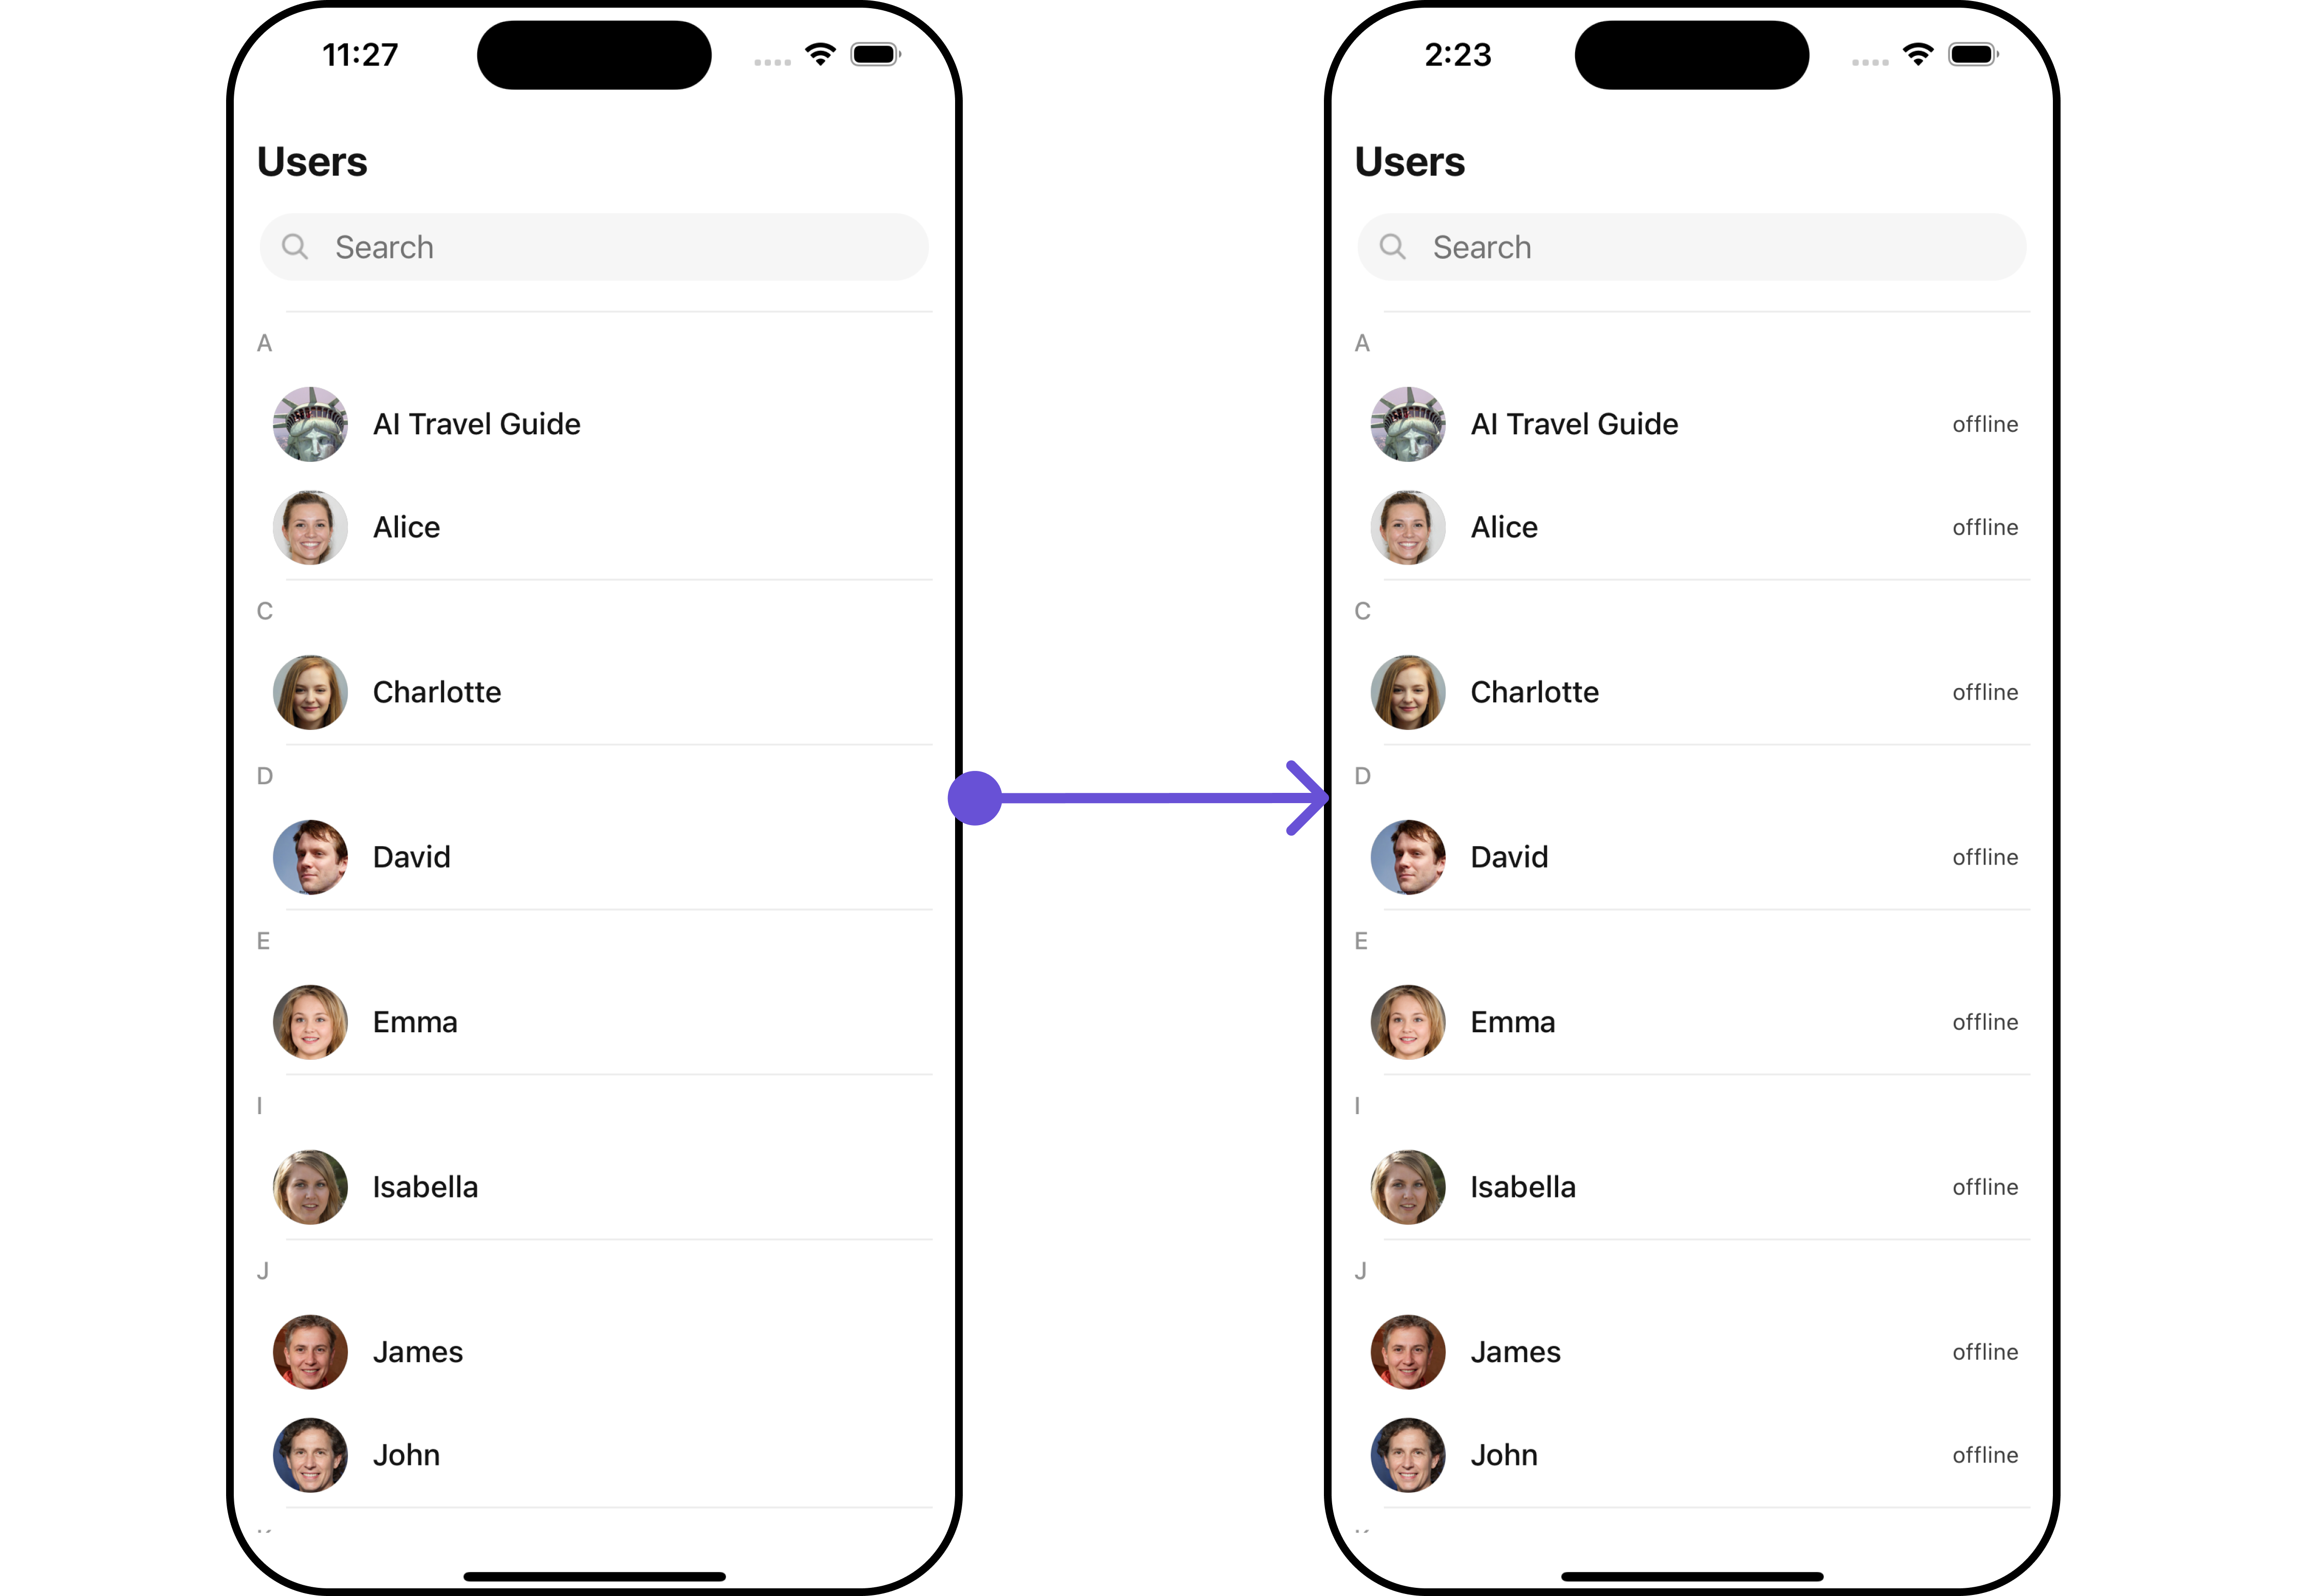 11:27
Users
Search
A
AI Travel Guide
Alice
C
Charlotte
D
David
E
Emma
I
Isabella
J
James
John
2:23
Users
Search
A
AI Travel Guide offline
Alice offline
C
Charlotte offline
D
David offline
E
Emma offline
I
Isabella offline
J
James offline
John offline